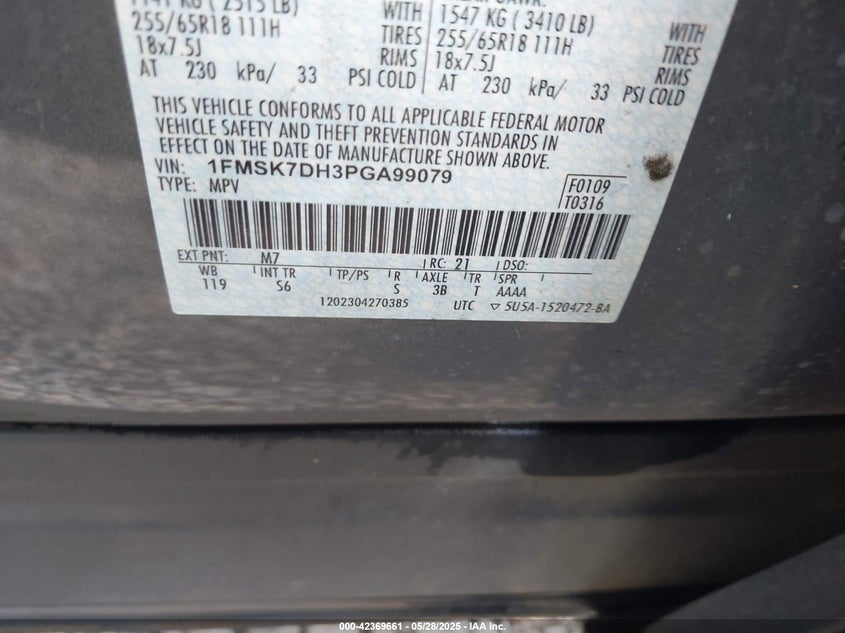 1147 KG ( 2515 LB) WITH 1547 KG ( 3410 LB) WITH
255/65R18 111H TIRES 255/65R18 111H TIRES
18x7.5J RIMS 18x7.5J RIMS
AT 230 kPa/ 33 PSI COLD AT 230 kPa/ 33 PSI COLD
THIS VEHICLE CONFORMS TO ALL APPLICABLE FEDERAL MOTOR
VEHICLE SAFETY AND THEFT PREVENTION STANDARDS IN
EFFECT ON THE DATE OF MANUFACTURE SHOWN ABOVE.
VIN: 1FMSK7DH3PGA99079
TYPE: MPV
F0109
T0316
EXT PNT: M7 RC: 21 DSO:
WB INT TR TP/PS R AXLE TR SPR
119 S6 S 3B T AAAA
1202304270385 UTC ▽ 5U5A-1520472-BA
000-42369661 - 05/28/2025 - IAA Inc.